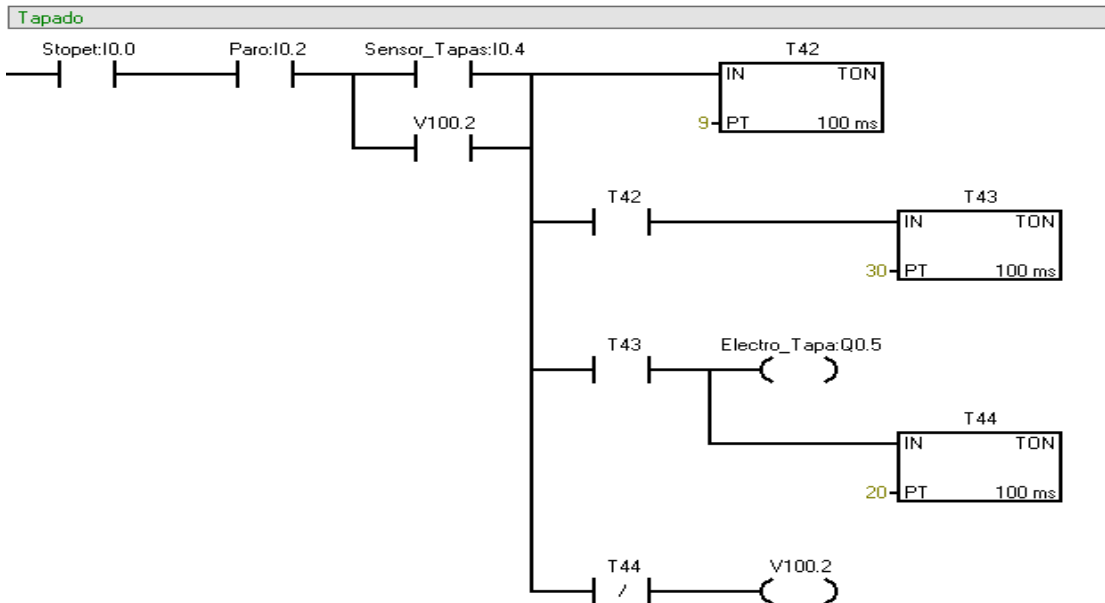 Tapado
Stopet:I0.0 Paro:I0.2 Sensor_Tapas:I0.4 T42
IN TON
V100.2
9 PT 100 ms
T42 T43
IN TON
30 PT 100 ms
T43 Electro_Tapa:Q0.5
T44
IN TON
20 PT 100 ms
T44 V100.2
/